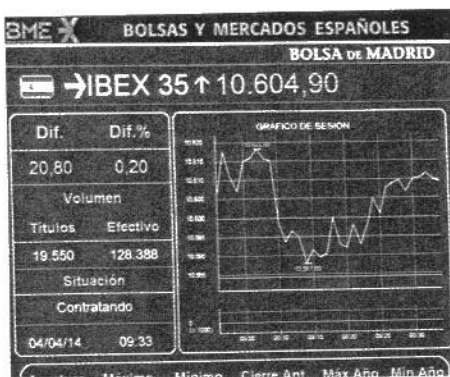 BME X BOLSAS Y MERCADOS ESPAÑOLES
BOLSA DE MADRID
IBEX 35 ↑ 10.604,90
Dif. Dif.%
20,80 0,20
Volumen
Títulos Efectivo
19.550 128.388
Situación
Contratando
04/04/14 09:33
GRAFICO DE SESION
Máximo Mínimo Cierre Ant. Máx Año Min Año